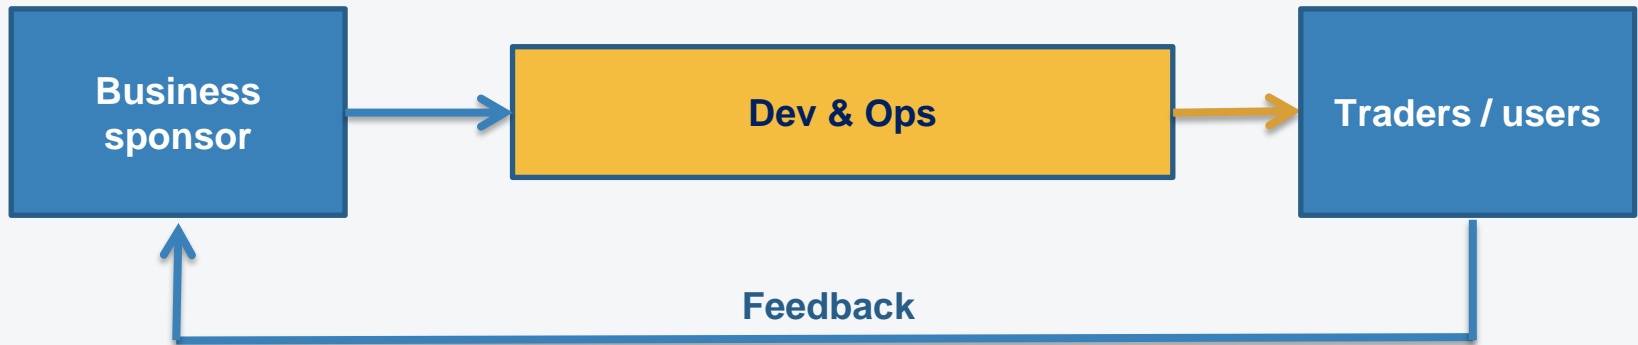 Business
sponsor
Dev & Ops
Traders / users
Feedback